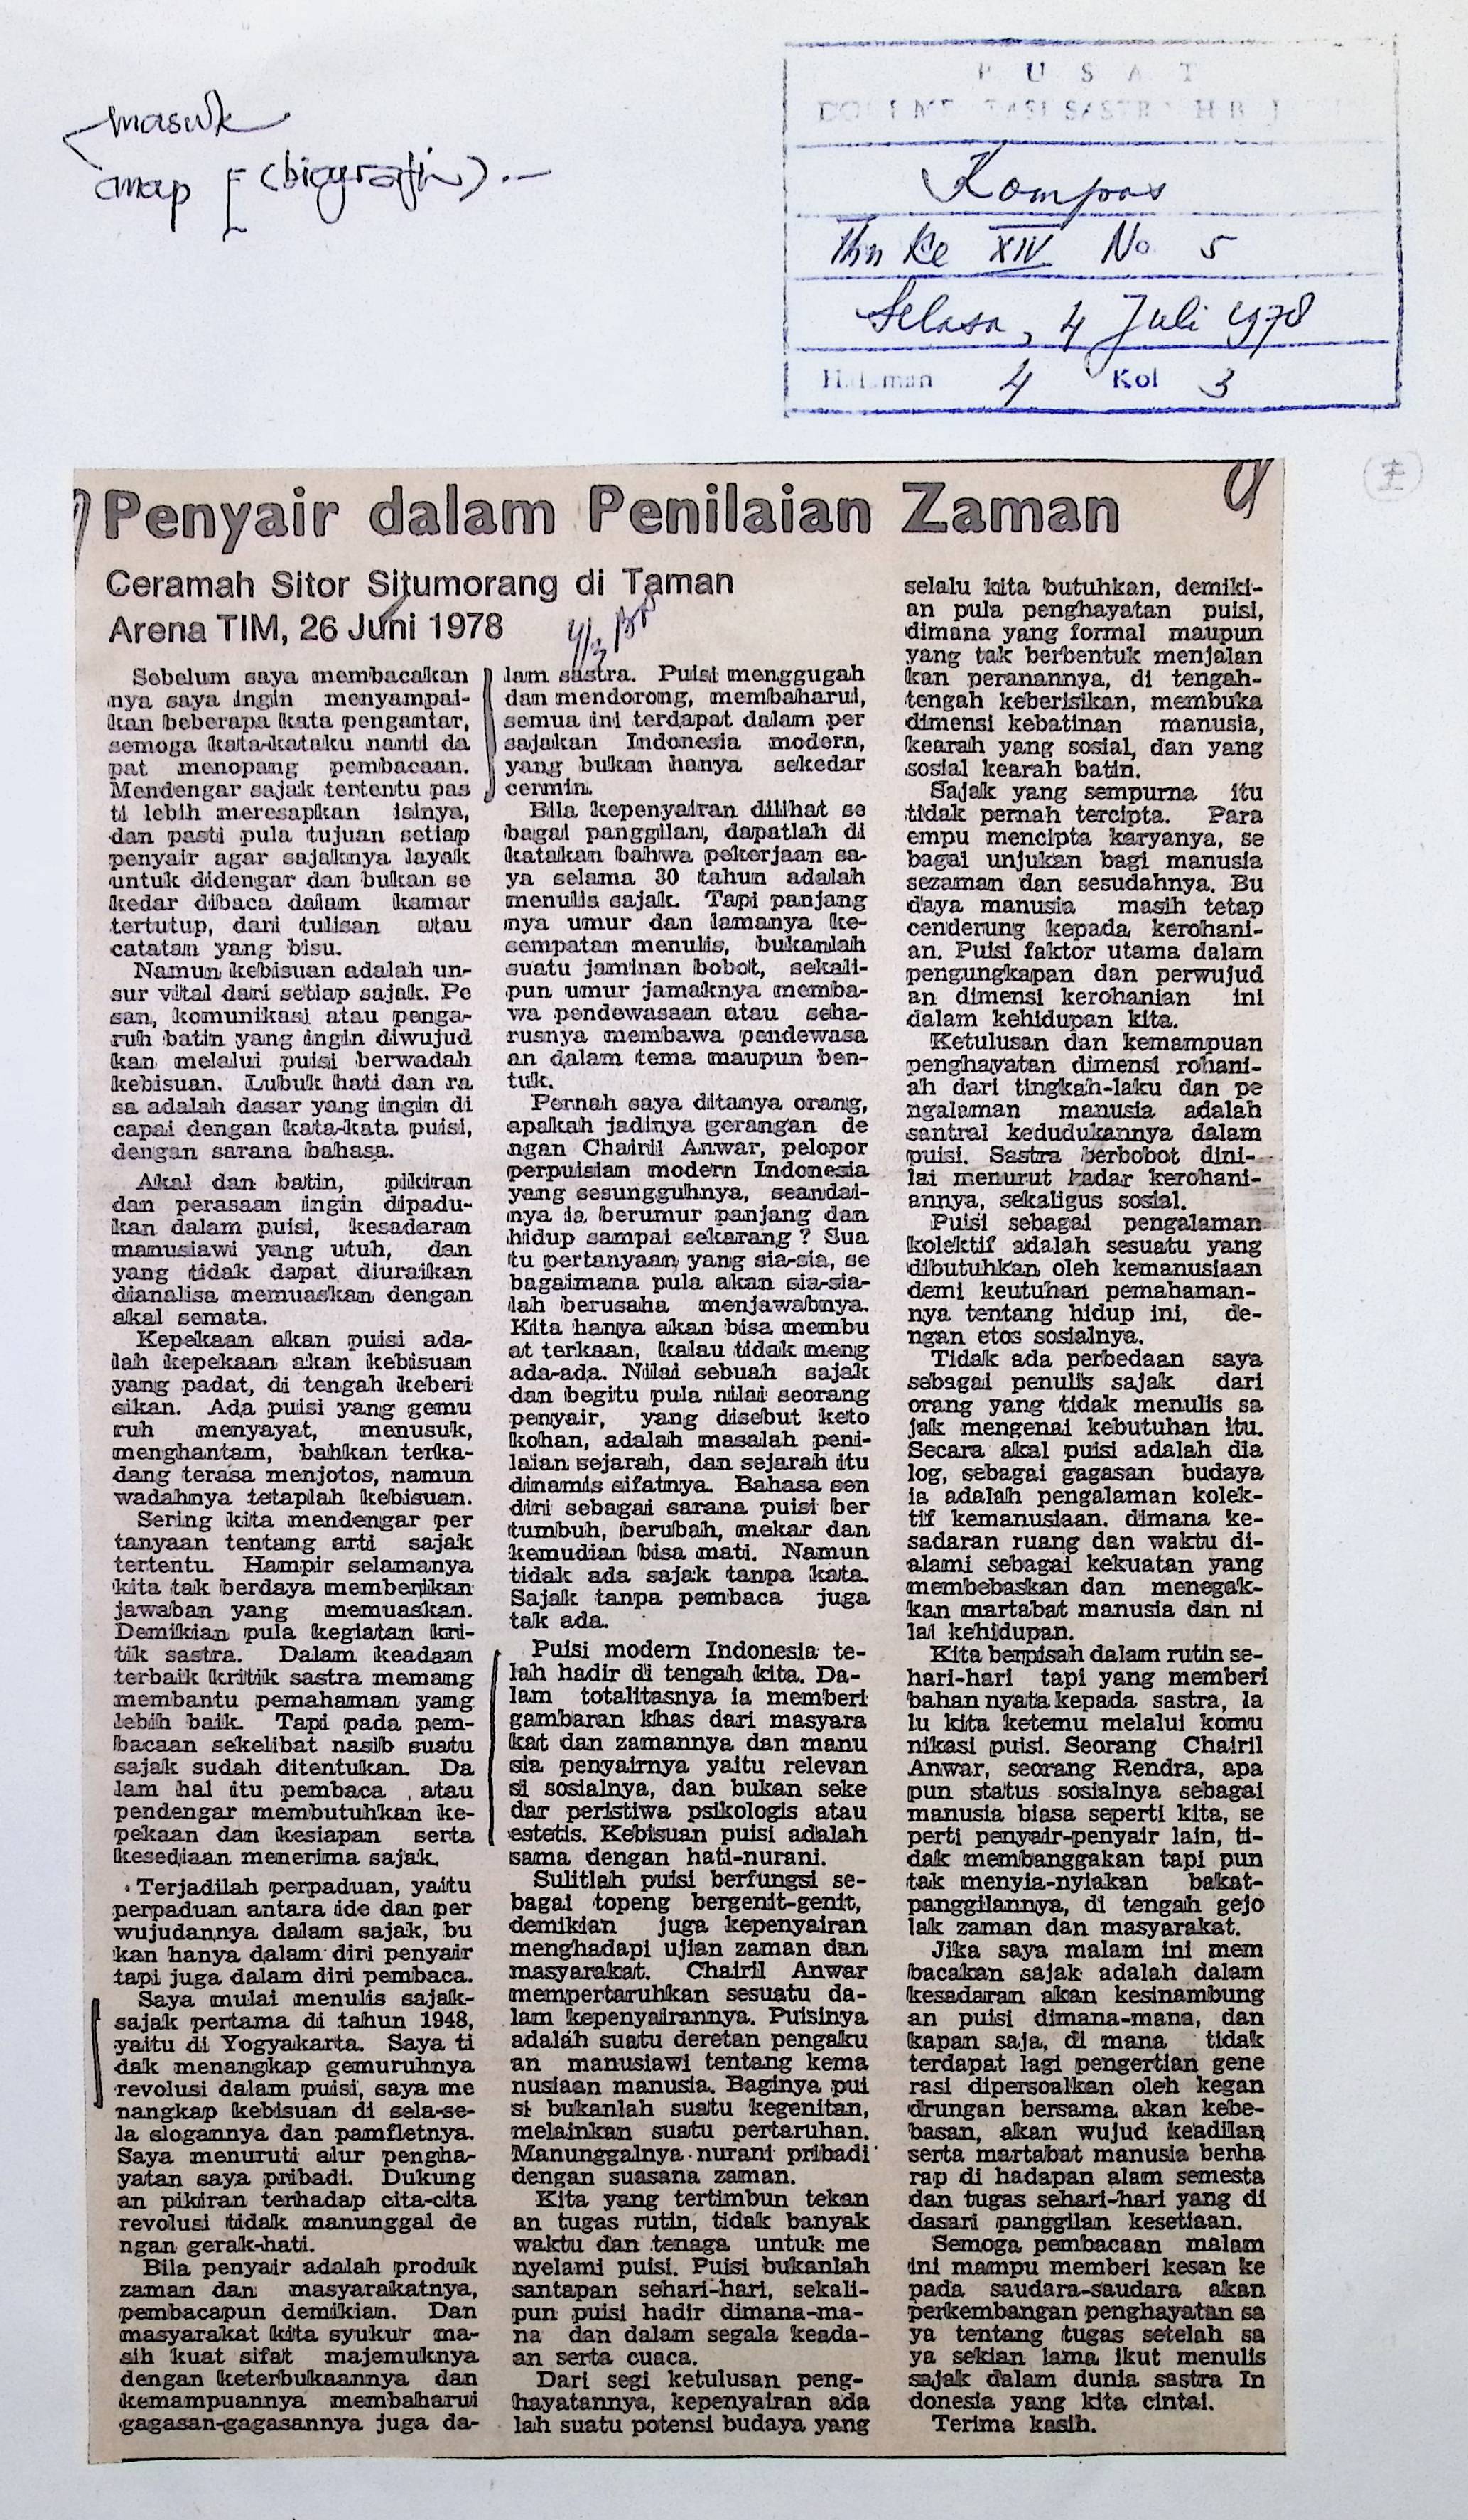 masuk
map [ (biografi). —
P U S A T
Kompas
Thn Ke XIV No 5
Selasa, 4 Juli 1978
Halaman 4 Kol 3
Penyair dalam Penilaian Zaman
Ceramah Sitor Situmorang di Taman
Arena TIM, 26 Juni 1978
Sebelum saya membacakan
nya saya ingin menyampai-
kan beberapa kata pengantar,
semoga kata-kataku nanti da
pat menopang pembacaan.
Mendengar sajak tertentu pas
ti lebih meresapkan isinya,
dan pasti pula tujuan setiap
penyair agar sajaknya layak
untuk didengar dan bukan se
kedar dibaca dalam kamar
tertutup, dari tulisan atau
catatan yang bisu.
Namun kebisuan adalah un-
sur vital dari setiap sajak. Pe
san, komunikasi atau penga-
ruh batin yang ingin diwujud
kan melalui puisi berwadah
kebisuan. Lubuk hati dan ra
sa adalah dasar yang ingin di
capai dengan kata-kata puisi,
dengan sarana bahasa.
Akal dan batin, pikiran
dan perasaan ingin dipadu-
kan dalam puisi, kesadaran
manusiawi yang utuh, dan
yang tidak dapat diuraikan
dianalisa memuaskan dengan
akal semata.
Kepekaan akan puisi ada-
lah kepekaan akan kebisuan
yang padat, di tengah keberi
sikan. Ada puisi yang gemu
ruh menyayat, menusuk,
menghantam, bahkan terka-
dang terasa menjotos, namun
wadahnya tetaplah kebisuan.
Sering kita mendengar per
tanyaan tentang arti sajak
tertentu. Hampir selamanya
kita tak berdaya memberikan
jawaban yang memuaskan.
Demikian pula kegiatan kri-
tik sastra. Dalam keadaan
terbaik kritik sastra memang
membantu pemahaman yang
lebih baik. Tapi pada pem-
bacaan sekelibat nasib suatu
sajak sudah ditentukan. Da
lam hal itu pembaca atau
pendengar membutuhkan ke-
pekaan dan kesiapan serta
kesediaan menerima sajak.
Terjadilah perpaduan, yaitu
perpaduan antara ide dan per
wujudannya dalam sajak, bu
kan hanya dalam diri penyair
tapi juga dalam diri pembaca.
Saya mulai menulis sajak-
sajak pertama di tahun 1948,
yaitu di Yogyakarta. Saya ti
dak menangkap gemuruhnya
revolusi dalam puisi, saya me
nangkap kebisuan di sela-se-
la slogannya dan pamfletnya.
Saya menuruti alur pengha-
yatan saya pribadi. Dukung
an pikiran terhadap cita-cita
revolusi tidak manunggal de
ngan gerak-hati.
Bila penyair adalah produk
zaman dan masyarakatnya,
pembacapun demikian. Dan
masyarakat kita syukur ma-
sih kuat sifat majemuknya
dengan keterbukaannya dan
kemampuannya membaharui
gagasan-gagasannya juga da-
lam sastra. Puisi menggugah
dan mendorong, membaharui,
semua ini terdapat dalam per
sajakan Indonesia modern,
yang bukan hanya sekedar
cermin.
Bila kepenyairan dilihat se
bagai panggilan, dapatlah di
katakan bahwa pekerjaan sa-
ya selama 30 tahun adalah
menulis sajak. Tapi panjang
nya umur dan lamanya ke-
sempatan menulis, bukanlah
suatu jaminan bobot, sekali-
pun umur jamaknya memba-
wa pendewasaan atau seha-
rusnya membawa pendewasa
an dalam tema maupun ben-
tuk.
Pernah saya ditanya orang,
apakah jadinya gerangan de
ngan Chairil Anwar, pelopor
perpuisian modern Indonesia
yang sesungguhnya, seandai-
nya ia berumur panjang dan
hidup sampai sekarang ? Sua
tu pertanyaan yang sia-sia, se
bagaimana pula akan sia-sia-
lah berusaha menjawabnya.
Kita hanya akan bisa membu
at terkaan, kalau tidak meng
ada-ada. Nilai sebuah sajak
dan begitu pula nilai seorang
penyair, yang disebut keto
kohan, adalah masalah peni-
laian sejarah, dan sejarah itu
dinamis sifatnya. Bahasa sen
diri sebagai sarana puisi ber
tumbuh, berubah, mekar dan
kemudian bisa mati. Namun
tidak ada sajak tanpa kata.
Sajak tanpa pembaca juga
tak ada.
Puisi modern Indonesia te-
lah hadir di tengah kita. Da-
lam totalitasnya ia memberi
gambaran khas dari masyara
kat dan zamannya dan manu
sia penyairnya yaitu relevan
si sosialnya, dan bukan seke
dar peristiwa psikologis atau
estetis. Kebisuan puisi adalah
sama dengan hati-nurani.
Sulitlah puisi berfungsi se-
bagai topeng bergenit-genit,
demikian juga kepenyairan
menghadapi ujian zaman dan
masyarakat. Chairil Anwar
mempertaruhkan sesuatu da-
lam kepenyairannya. Puisinya
adalah suatu deretan pengaku
an manusiawi tentang kema
nusiaan manusia. Baginya pui
si bukanlah suatu kegenitan,
melainkan suatu pertaruhan.
Manunggalnya nurani pribadi
dengan suasana zaman.
Kita yang tertimbun tekan
an tugas rutin, tidak banyak
waktu dan tenaga untuk me
nyelami puisi. Puisi bukanlah
santapan sehari-hari, sekali-
pun puisi hadir dimana-ma-
na dan dalam segala keada-
an serta cuaca.
Dari segi ketulusan peng-
hayatannya, kepenyairan ada
lah suatu potensi budaya yang
selalu kita butuhkan, demiki-
an pula penghayatan puisi,
dimana yang formal maupun
yang tak berbentuk menjalan
kan peranannya, di tengah-
tengah keberisikan, membuka
dimensi kebatinan manusia,
kearah yang sosial, dan yang
sosial kearah batin.
Sajak yang sempurna itu
tidak pernah tercipta. Para
empu mencipta karyanya, se
bagai unjukan bagi manusia
sezaman dan sesudahnya. Bu
daya manusia masih tetap
cenderung kepada kerohani-
an. Puisi faktor utama dalam
pengungkapan dan perwujud
an dimensi kerohanian ini
dalam kehidupan kita.
Ketulusan dan kemampuan
penghayatan dimensi rohani-
ah dari tingkah-laku dan pe
ngalaman manusia adalah
santral kedudukannya dalam
puisi. Sastra berbobot dini-
lai menurut kadar kerohani-
annya, sekaligus sosial.
Puisi sebagai pengalaman
kolektif adalah sesuatu yang
dibutuhkan oleh kemanusiaan
demi keutuhan pemahaman-
nya tentang hidup ini, de-
ngan etos sosialnya.
Tidak ada perbedaan saya
sebagai penulis sajak dari
orang yang tidak menulis sa
jak mengenai kebutuhan itu.
Secara akal puisi adalah dia
log, sebagai gagasan budaya
ia adalah pengalaman kolek-
tif kemanusiaan. dimana ke-
sadaran ruang dan waktu di-
alami sebagai kekuatan yang
membebaskan dan menegak-
kan martabat manusia dan ni
lai kehidupan.
Kita berpisah dalam rutin se-
hari-hari tapi yang memberi
bahan nyata kepada sastra, la
lu kita ketemu melalui komu
nikasi puisi. Seorang Chairil
Anwar, seorang Rendra, apa
pun status sosialnya sebagai
manusia biasa seperti kita, se
perti penyair-penyair lain, ti-
dak membanggakan tapi pun
tak menyia-nyiakan bakat-
panggilannya, di tengah gejo
lak zaman dan masyarakat.
Jika saya malam ini mem
bacakan sajak adalah dalam
kesadaran akan kesinambung
an puisi dimana-mana, dan
kapan saja, di mana tidak
terdapat lagi pengertian gene
rasi dipersoalkan oleh kegan
drungan bersama akan kebe-
basan, akan wujud keadilan
serta martabat manusia berha
rap di hadapan alam semesta
dan tugas sehari-hari yang di
dasari panggilan kesetiaan.
Semoga pembacaan malam
ini mampu memberi kesan ke
pada saudara-saudara akan
perkembangan penghayatan sa
ya tentang tugas setelah sa
ya sekian lama ikut menulis
sajak dalam dunia sastra In
donesia yang kita cintai.
Terima kasih.